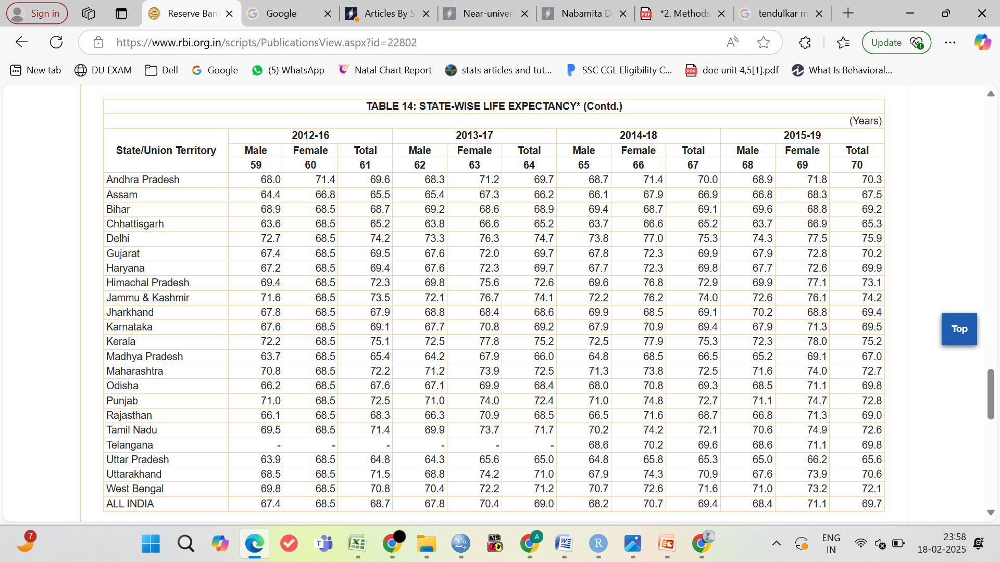 Sign in
Reserve Ban
Google
Articles By S
Near-univer
Nabamita D
*2. Methods
tendulkar m
https://www.rbi.org.in/scripts/PublicationsView.aspx?id=22802
Update
New tab
DU EXAM
Dell
Google
(5) WhatsApp
Natal Chart Report
stats articles and tut...
SSC CGL Eligibility C...
doe unit 4,5[1].pdf
What Is Behavioral...
TABLE 14: STATE-WISE LIFE EXPECTANCY* (Contd.)
(Years)
State/Union Territory 2012-16 2013-17 2014-18 2015-19
Male Female Total Male Female Total Male Female Total Male Female Total
59 60 61 62 63 64 65 66 67 68 69 70
Andhra Pradesh 68.0 71.4 69.6 68.3 71.2 69.7 68.7 71.4 70.0 68.9 71.8 70.3
Assam 64.4 66.8 65.5 65.4 67.3 66.2 66.1 67.9 66.9 66.8 68.3 67.5
Bihar 68.9 68.5 68.7 69.2 68.6 68.9 69.4 68.7 69.1 69.6 68.8 69.2
Chhattisgarh 63.6 68.5 65.2 63.8 66.6 65.2 63.7 66.6 65.2 63.7 66.9 65.3
Delhi 72.7 68.5 74.2 73.3 76.3 74.7 73.8 77.0 75.3 74.3 77.5 75.9
Gujarat 67.4 68.5 69.5 67.6 72.0 69.7 67.8 72.3 69.9 67.9 72.8 70.2
Haryana 67.2 68.5 69.4 67.6 72.3 69.7 67.7 72.3 69.8 67.7 72.6 69.9
Himachal Pradesh 69.4 68.5 72.3 69.8 75.6 72.6 69.6 76.8 72.9 69.9 77.1 73.1
Jammu & Kashmir 71.6 68.5 73.5 72.1 76.7 74.1 72.2 76.2 74.0 72.6 76.1 74.2
Jharkhand 67.8 68.5 67.9 68.8 68.4 68.6 69.9 68.5 69.1 70.2 68.8 69.4
Karnataka 67.6 68.5 69.1 67.7 70.8 69.2 67.9 70.9 69.4 67.9 71.3 69.5
Kerala 72.2 68.5 75.1 72.5 77.8 75.2 72.5 77.9 75.3 72.3 78.0 75.2
Madhya Pradesh 63.7 68.5 65.4 64.2 67.9 66.0 64.8 68.5 66.5 65.2 69.1 67.0
Maharashtra 70.8 68.5 72.2 71.2 73.9 72.5 71.3 73.8 72.5 71.6 74.0 72.7
Odisha 66.2 68.5 67.6 67.1 69.9 68.4 68.0 70.8 69.3 68.5 71.1 69.8
Punjab 71.0 68.5 72.5 71.0 74.0 72.4 71.0 74.8 72.7 71.1 74.7 72.8
Rajasthan 66.1 68.5 68.3 66.3 70.9 68.5 66.5 71.6 68.7 66.8 71.3 69.0
Tamil Nadu 69.5 68.5 71.4 69.9 73.7 71.7 70.2 74.2 72.1 70.6 74.9 72.6
Telangana - - - - - - 68.6 70.2 69.6 68.6 71.1 69.8
Uttar Pradesh 63.9 68.5 64.8 64.3 65.6 65.0 64.8 65.8 65.3 65.0 66.2 65.6
Uttarakhand 68.5 68.5 71.5 68.8 74.2 71.0 67.9 74.3 70.9 67.6 73.9 70.6
West Bengal 69.8 68.5 70.8 70.4 72.2 71.2 70.7 72.6 71.6 71.0 73.2 72.1
ALL INDIA 67.4 68.5 68.7 67.8 70.4 69.0 68.2 70.7 69.4 68.4 71.1 69.7
Top
7
ENG
IN
23:58
18-02-2025